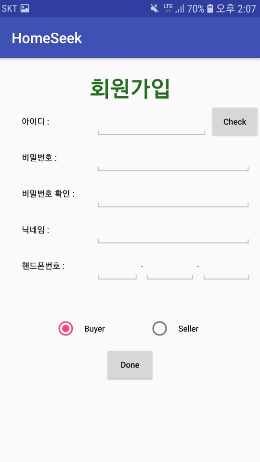 SKT LTE 70% 오후 2:07
HomeSeek
회원가입
아이디 : Check
비밀번호 :
비밀번호 확인 :
닉네임 :
핸드폰번호 : - -
Buyer Seller
Done